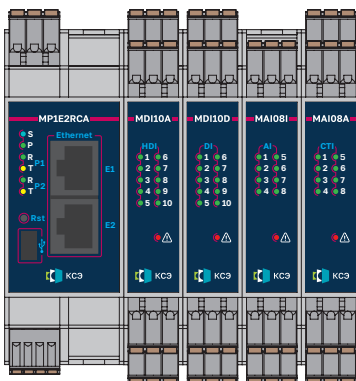 MP1E2RCA
S
P
R
P1
T
R
P2
T
Rst
Ethernet
E1
E2
КСЭ
MDI10A
HDI
1 6
2 7
3 8
4 9
5 10
КСЭ
MDI10D
DI
1 6
2 7
3 8
4 9
5 10
КСЭ
MAI08I
AI
1 5
2 6
3 7
4 8
КСЭ
MAI08A
CTI
1 5
2 6
3 7
4 8
КСЭ